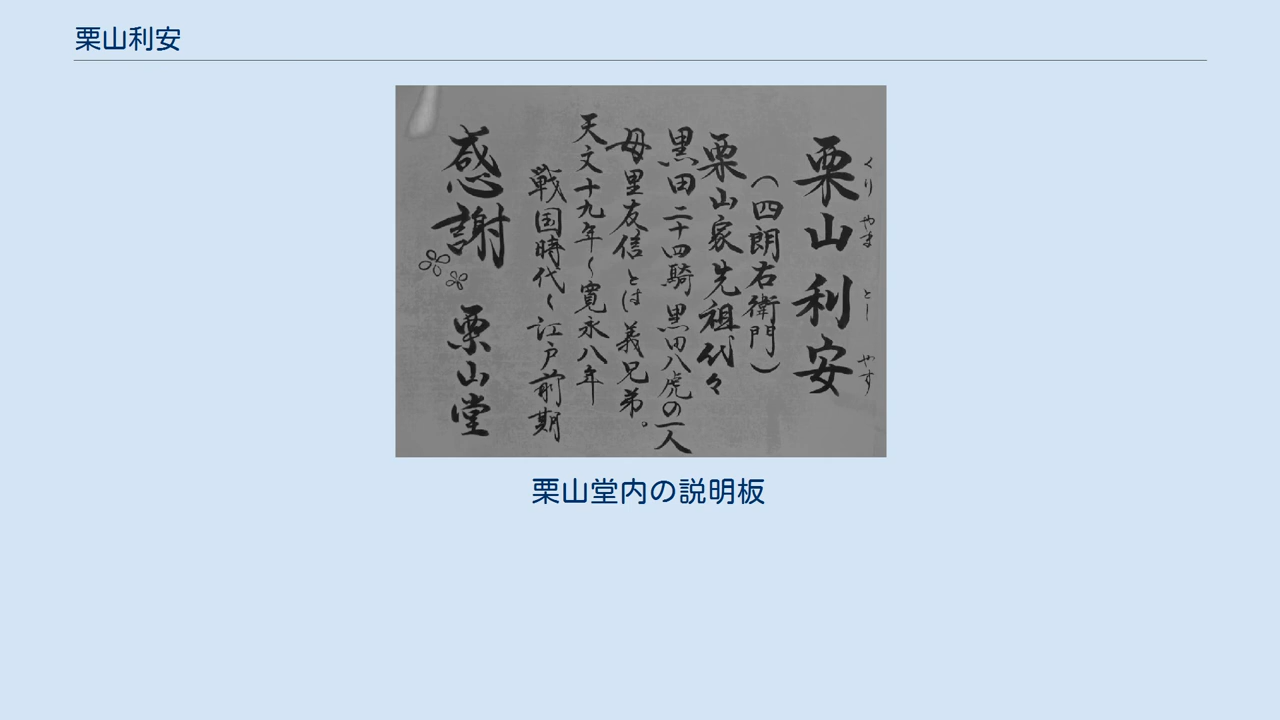 栗山利安
栗山利安
くりやまとしやす
（四朗右衛門）
栗山家先祖代々
黒田二十四騎 黒田八虎の一人
母里友信とは義兄弟。
天文十九年～寛永八年
戦国時代～江戸前期
感謝 栗山堂
栗山堂内の説明板